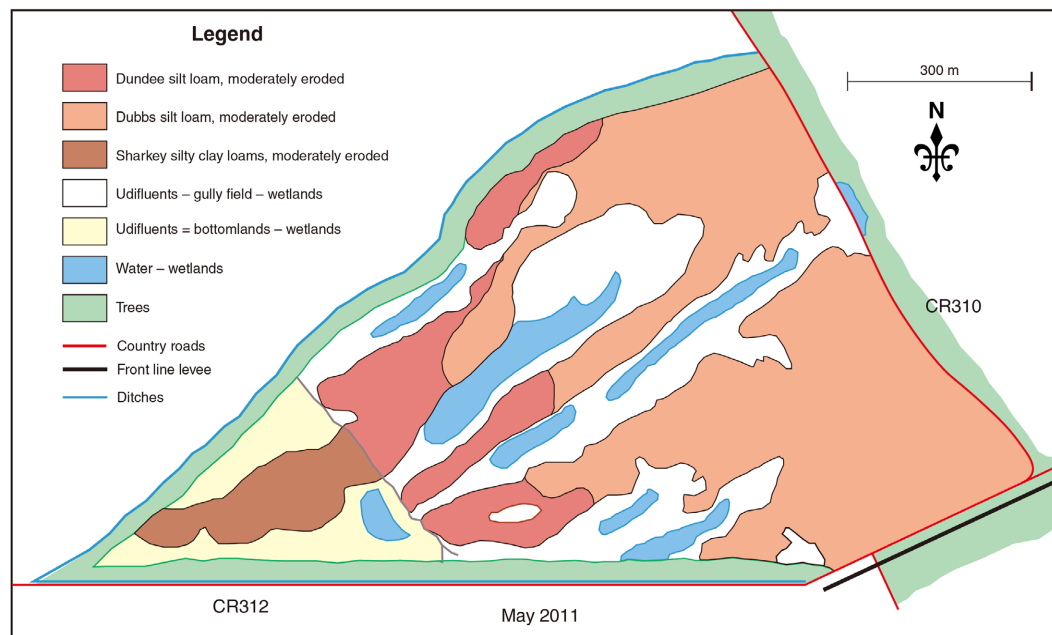 Legend
Dundee silt loam, moderately eroded
Dubbs silt loam, moderately eroded
Sharkey silty clay loams, moderately eroded
Udifluents – gully field – wetlands
Udifluents = bottomlands – wetlands
Water – wetlands
Trees
Country roads
Front line levee
Ditches
300 m
N
CR310
CR312
May 2011